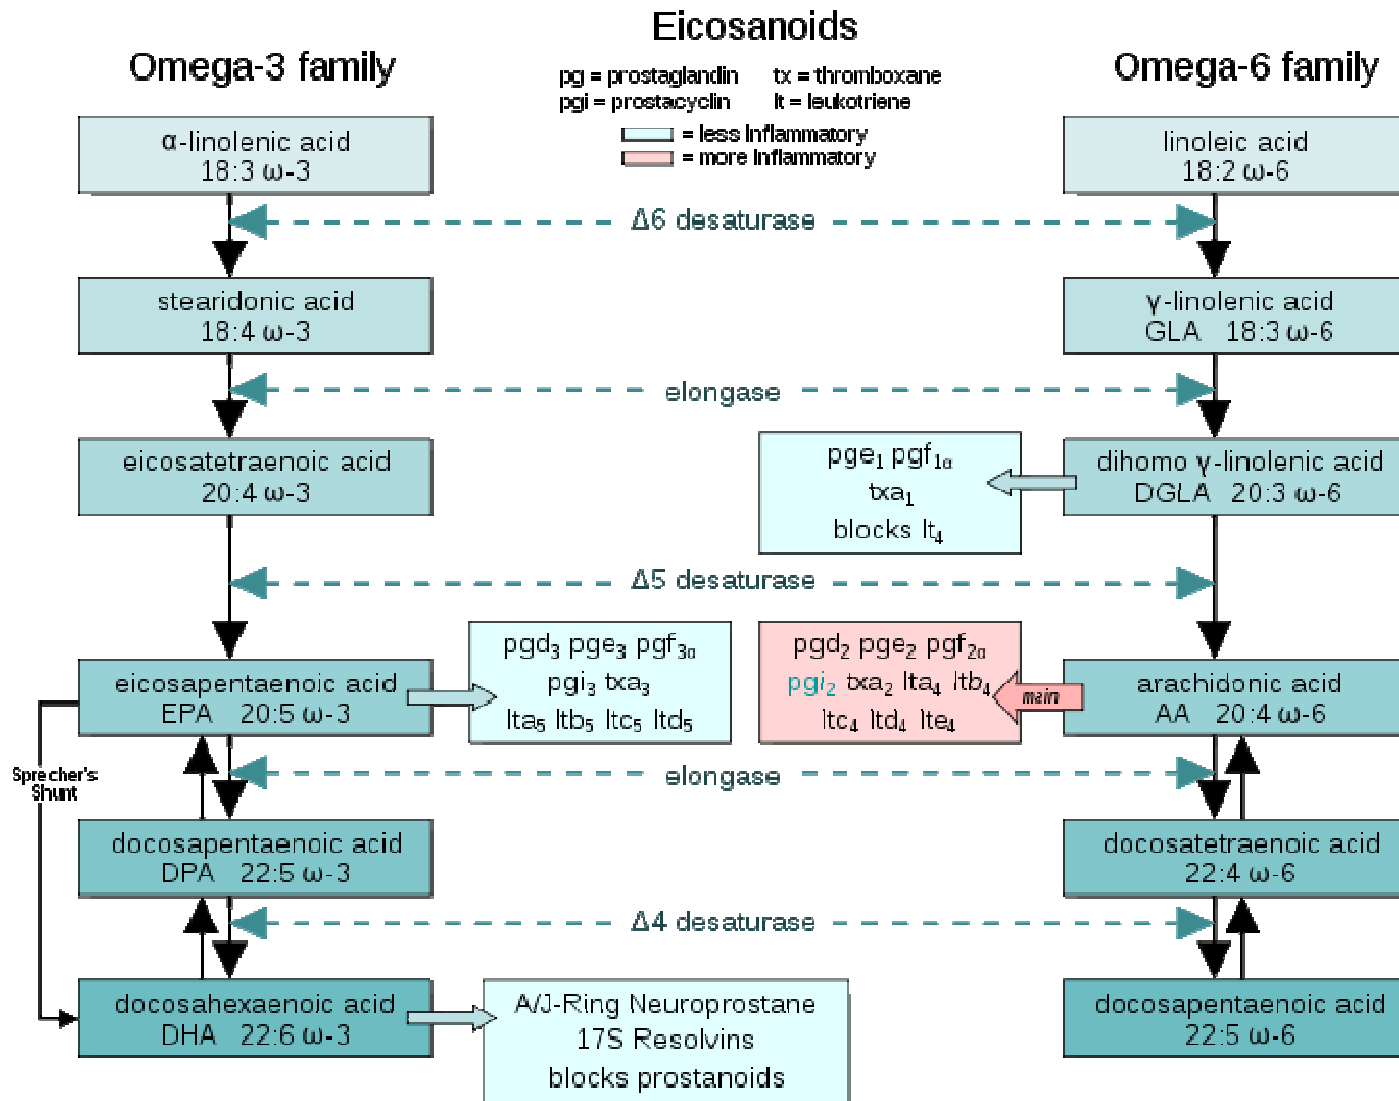 Eicosanoids
Omega-3 family
Omega-6 family
pg = prostaglandin tx = thromboxane
pgi = prostacyclin lt = leukotriene
= less Inflammatory
= more Inflammatory
α-linolenic acid
18:3 ω-3
linoleic acid
18:2 ω-6
Δ6 desaturase
stearidonic acid
18:4 ω-3
γ-linolenic acid
GLA 18:3 ω-6
elongase
eicosatetraenoic acid
20:4 ω-3
pge₁ pgf₁α
txa₁
blocks lt₄
dihomo γ-linolenic acid
DGLA 20:3 ω-6
Δ5 desaturase
eicosapentaenoic acid
EPA 20:5 ω-3
pgd₃ pge₃ pgf₃α
pgi₃ txa₃
lta₅ ltb₅ ltc₅ ltd₅
pgd₂ pge₂ pgf₂α
pgi₂ txa₂ lta₄ ltb₄
ltc₄ ltd₄ lte₄
main
arachidonic acid
AA 20:4 ω-6
Sprecher's
Shunt
elongase
docosapentaenoic acid
DPA 22:5 ω-3
docosatetraenoic acid
22:4 ω-6
Δ4 desaturase
docosahexaenoic acid
DHA 22:6 ω-3
A/J-Ring Neuroprostane
17S Resolvins
blocks prostanoids
docosapentaenoic acid
22:5 ω-6